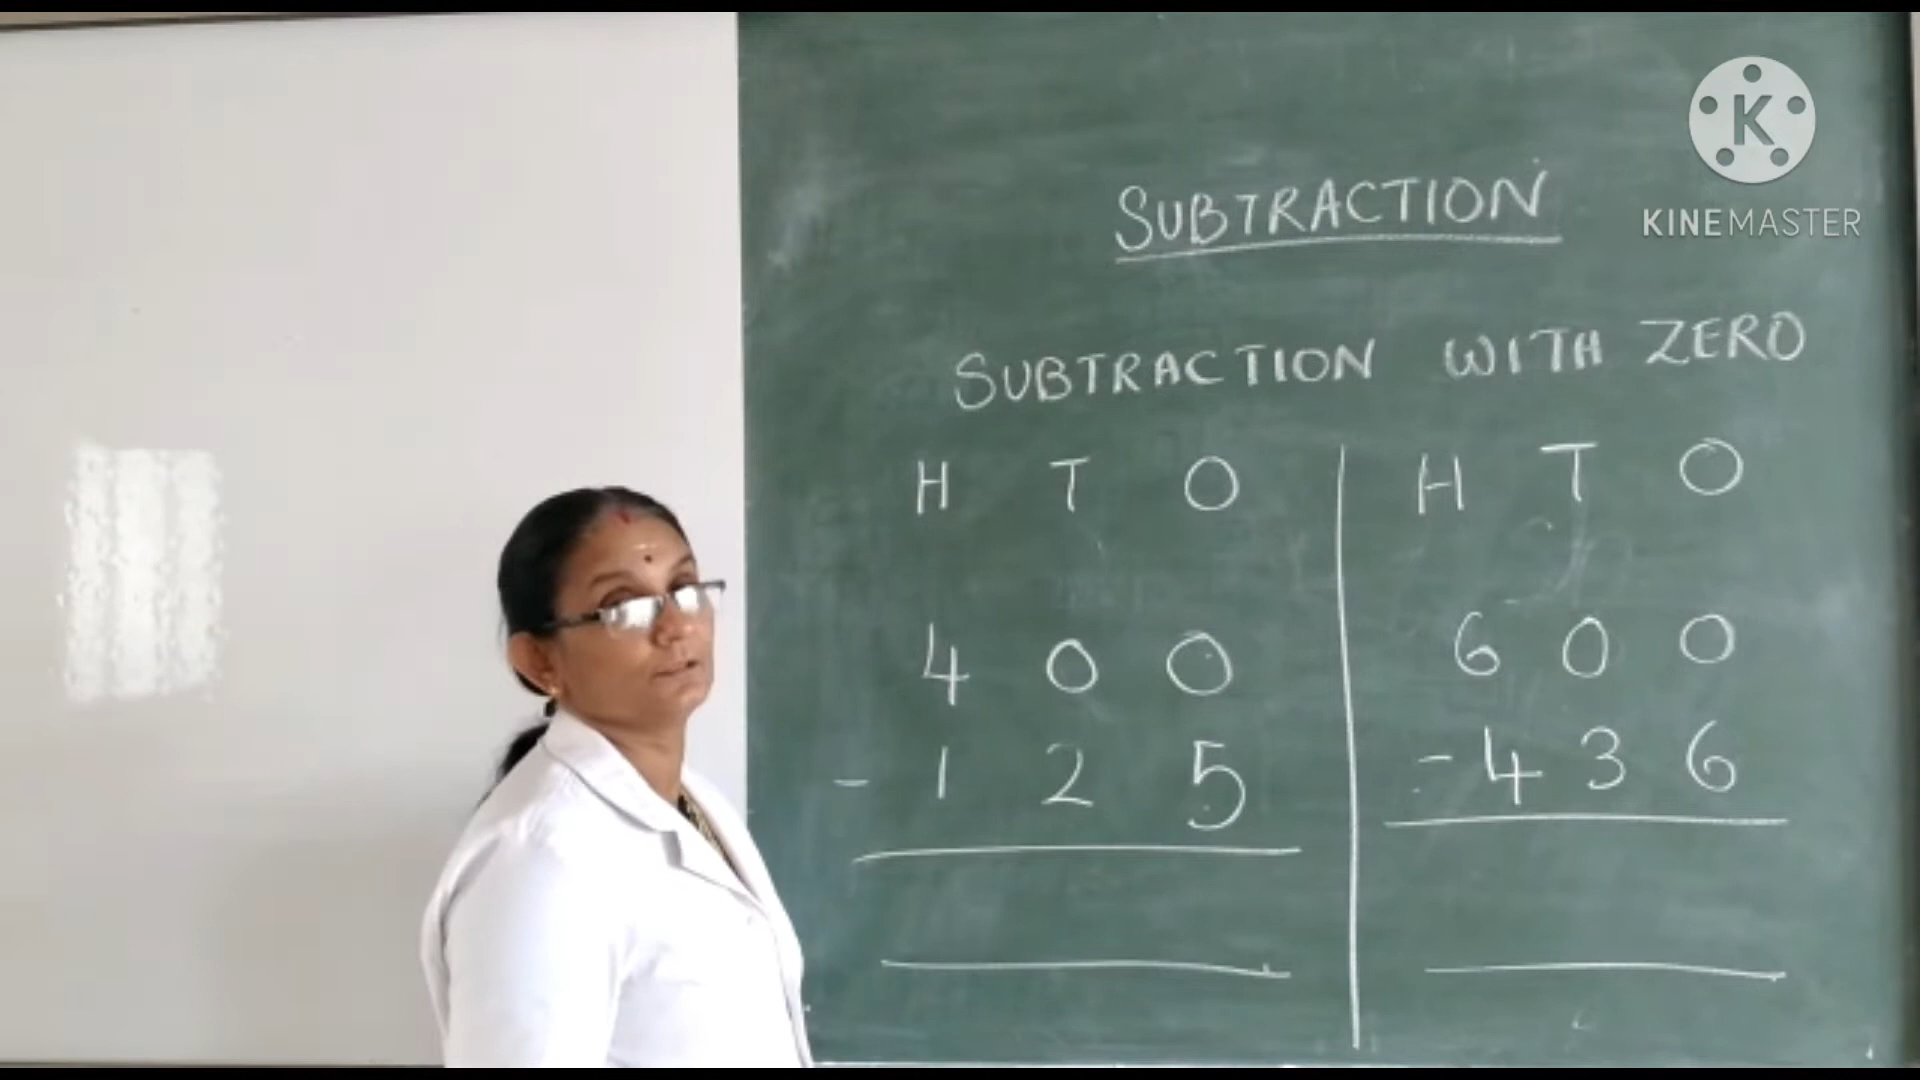 SUBTRACTION
SUBTRACTION WITH ZERO
H T O
4 0 0
- 1 2 5
H T O
6 0 0
- 4 3 6
K
KINEMASTER